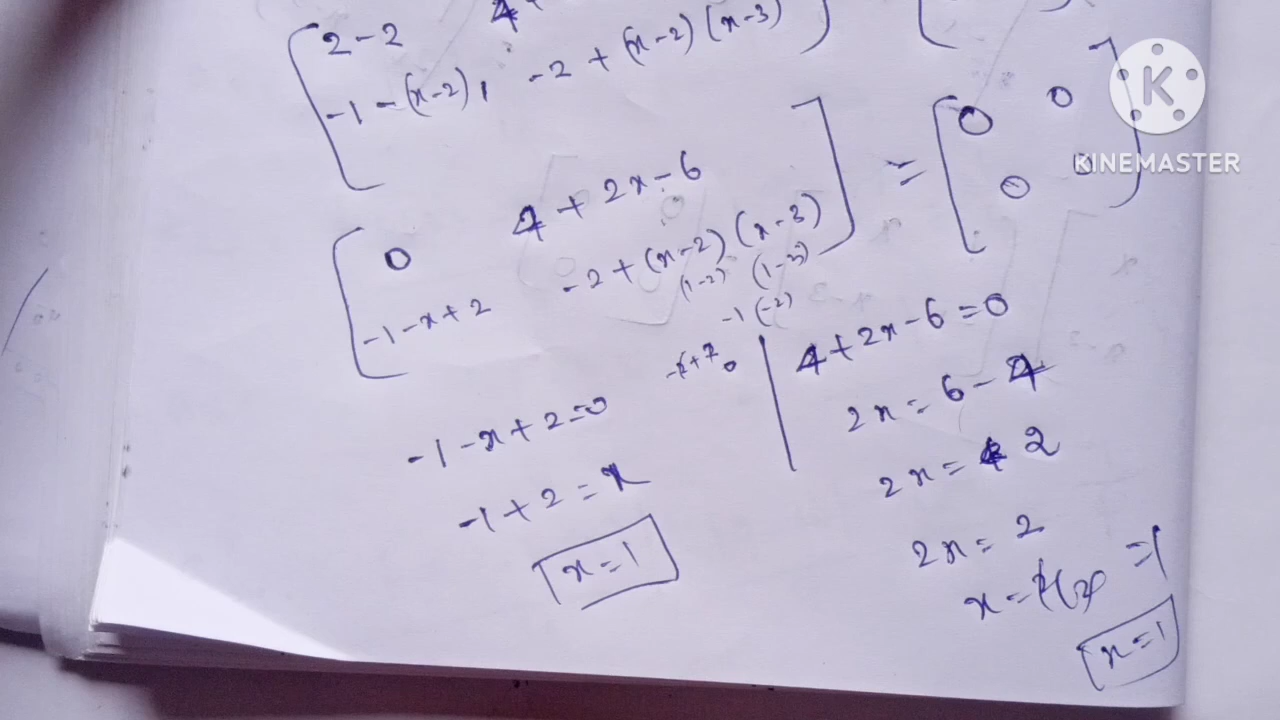 2-2 4
-1-(x-2), -2+(x-2)(x-3)
0 4+2x-6 = 0 0
-1-x+2 -2+(x-2)(x-3) 0 0
(1-2) (1-3)
-1(-2)
-1-x+2=0
-1+2=x
x=1
4+2x-6=0
2x=6-4
2x= 2
2x=2
x= =1
x=1
KINEMASTER